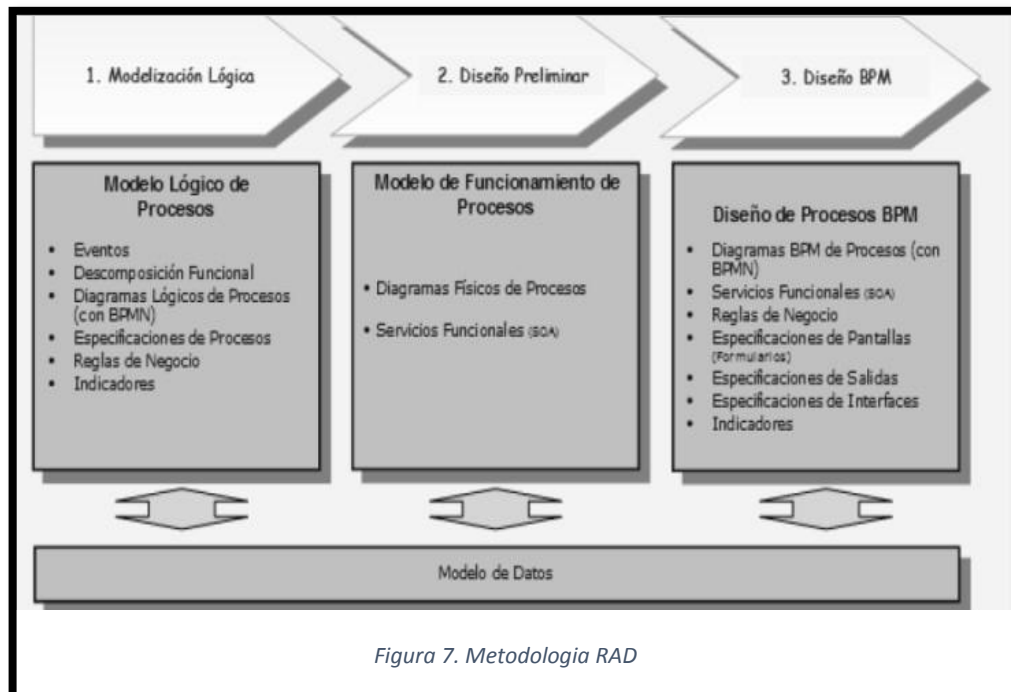 1. Modelización Lógica
2. Diseño Preliminar
3. Diseño BPM
Modelo Lógico de
Procesos
• Eventos
• Descomposición Funcional
• Diagramas Lógicos de Procesos
(con BPMN)
• Especificaciones de Procesos
• Reglas de Negocio
• Indicadores
Modelo de Funcionamiento de
Procesos
• Diagramas Físicos de Procesos
• Servicios Funcionales (SOA)
Diseño de Procesos BPM
• Diagramas BPM de Procesos (con
BPMN)
• Servicios Funcionales (SOA)
• Reglas de Negocio
• Especificaciones de Pantallas
(Formularios)
• Especificaciones de Salidas
• Especificaciones de Interfaces
• Indicadores
Modelo de Datos
Figura 7. Metodologia RAD